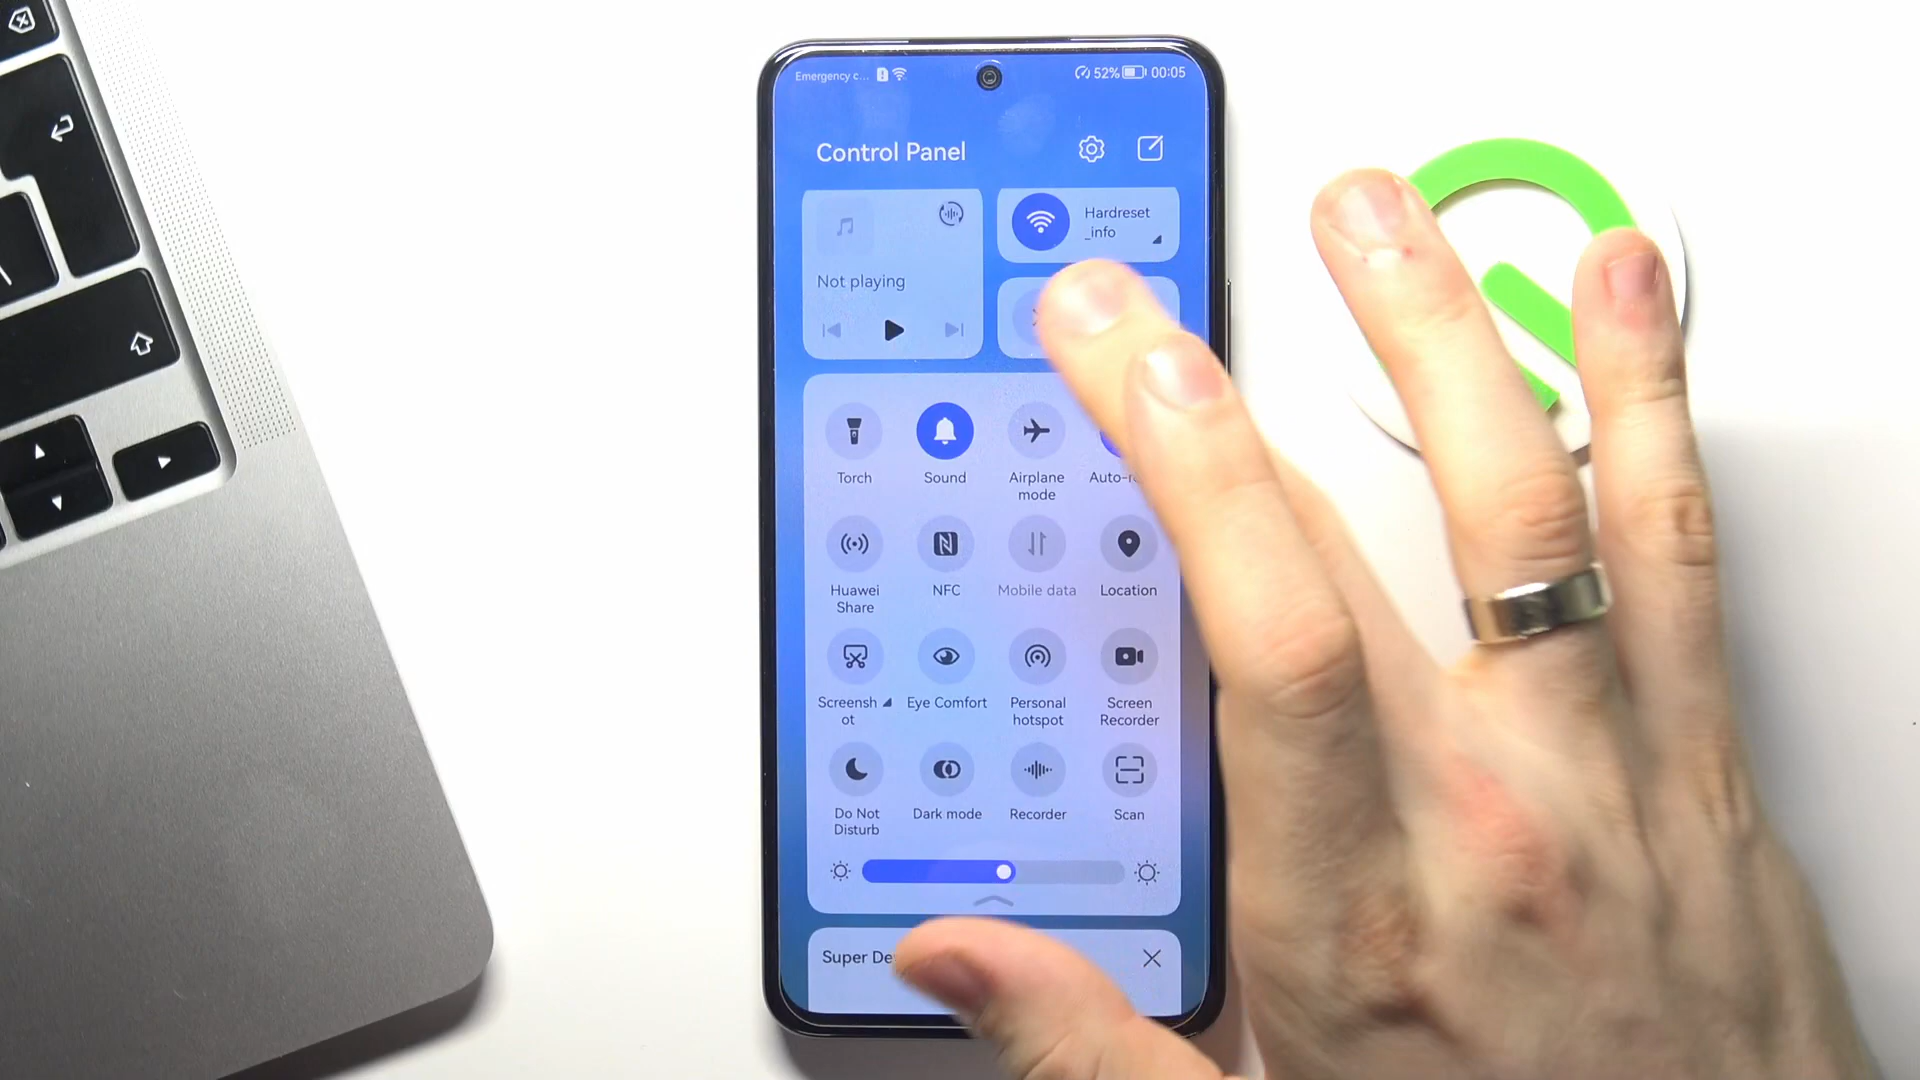 Emergency c... 52% 00:05
Control Panel
Hardreset
_info
Not playing
Torch Sound Airplane
mode
Huawei
Share NFC Mobile data Location
Screensh
ot Eye Comfort Personal
hotspot Screen
Recorder
Do Not
Disturb Dark mode Recorder Scan
Super